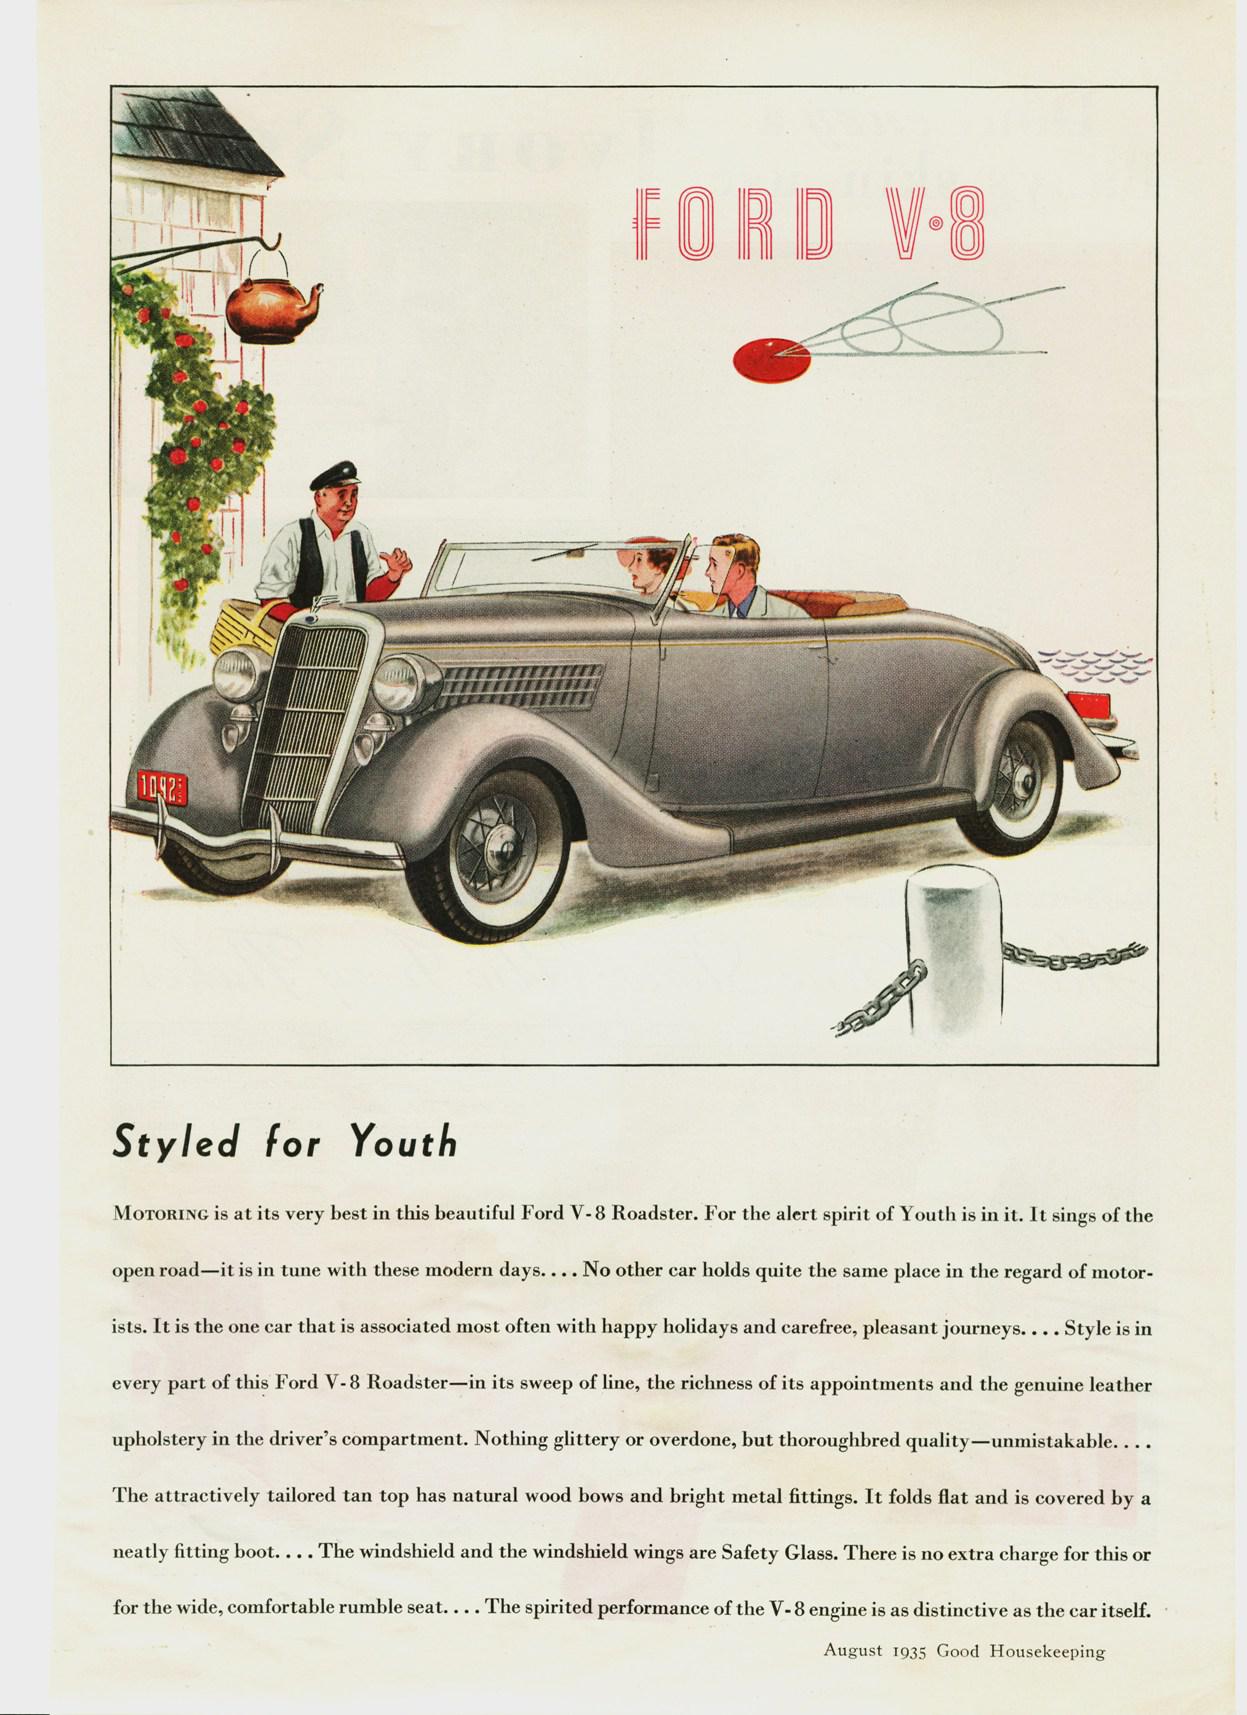 FORD V·8
1092
Styled for Youth
MOTORING is at its very best in this beautiful Ford V-8 Roadster. For the alert spirit of Youth is in it. It sings of the
open road—it is in tune with these modern days.... No other car holds quite the same place in the regard of motor-
ists. It is the one car that is associated most often with happy holidays and carefree, pleasant journeys.... Style is in
every part of this Ford V-8 Roadster—in its sweep of line, the richness of its appointments and the genuine leather
upholstery in the driver's compartment. Nothing glittery or overdone, but thoroughbred quality—unmistakable....
The attractively tailored tan top has natural wood bows and bright metal fittings. It folds flat and is covered by a
neatly fitting boot.... The windshield and the windshield wings are Safety Glass. There is no extra charge for this or
for the wide, comfortable rumble seat.... The spirited performance of the V-8 engine is as distinctive as the car itself.
August 1935 Good Housekeeping